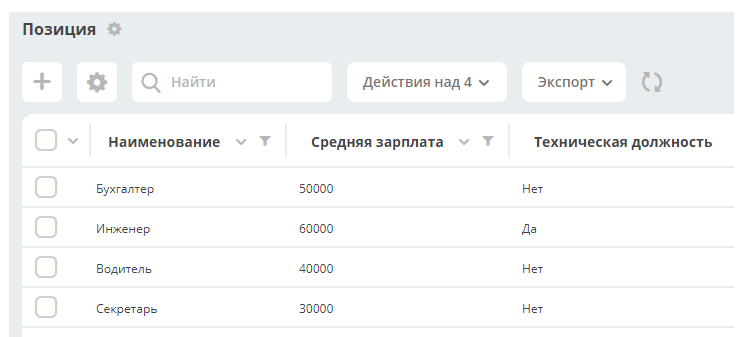 Позиция
Найти Действия над 4 Экспорт
Наименование Средняя зарплата Техническая должность
Бухгалтер 50000 Нет
Инженер 60000 Да
Водитель 40000 Нет
Секретарь 30000 Нет